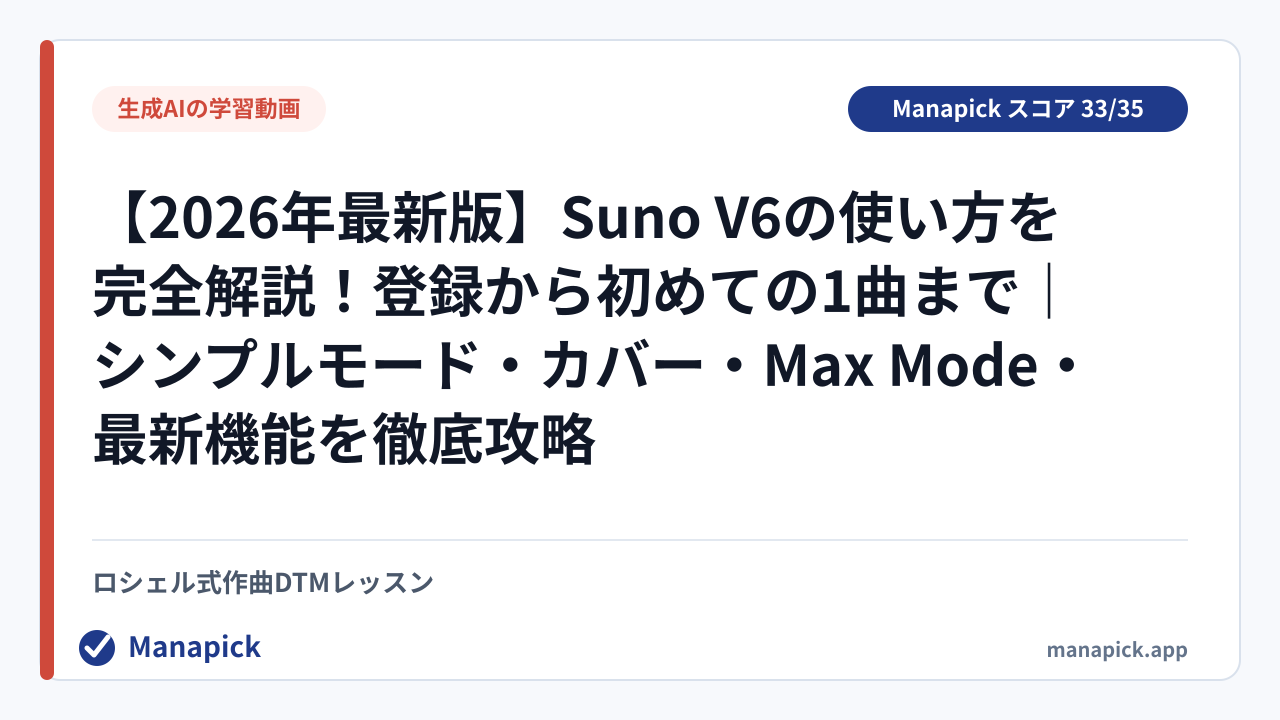 生成AIの学習動画
Manapick スコア 33/35
【2026年最新版】Suno V6の使い方を
完全解説！登録から初めての1曲まで｜
シンプルモード・カバー・Max Mode・
最新機能を徹底攻略
ロシェル式作曲DTMレッスン
Manapick
manapick.app